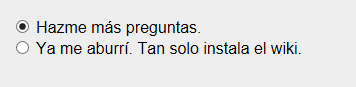 Hazme más preguntas.
Ya me aburrí. Tan solo instala el wiki.